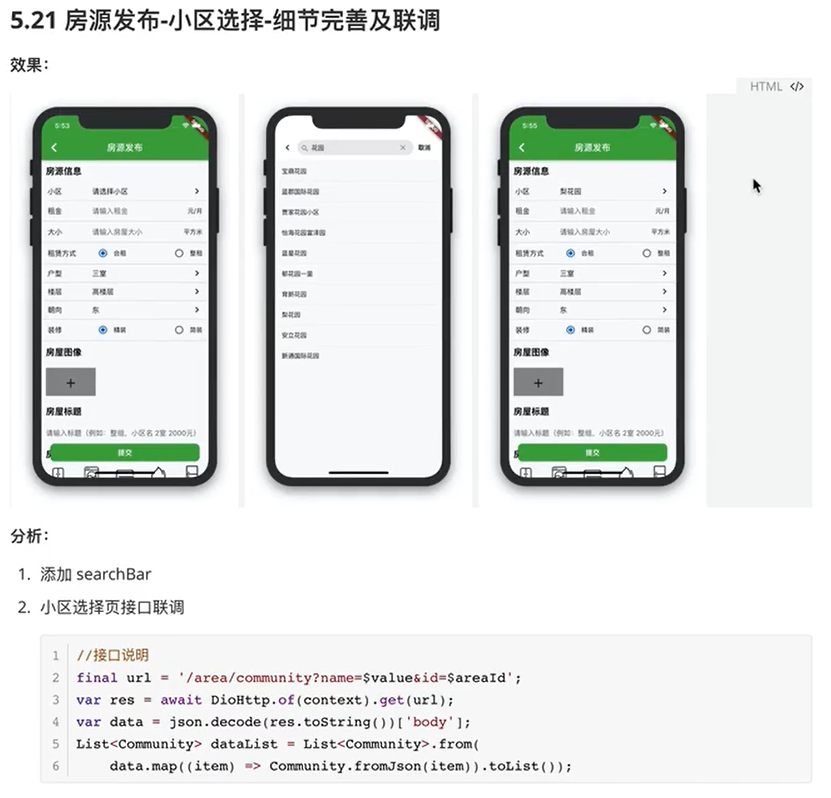 5.21 房源发布-小区选择-细节完善及联调
效果：
HTML </>
5:53
房源发布
房源信息
小区 请选择小区
租金 请输入租金 元/月
大小 请输入房屋大小 平方米
租赁方式 合租 整租
户型 三室
楼层 高楼层
朝向 东
装修 精装 简装
房屋图像
+
房屋标题
请输入标题（例如：整组，小区名 2室 2000元）
提交
花园
取消
宝鼎花园
蓝郡国际花园
贾家花园小区
怡海花园富泽园
蓝星花园
郁花园一里
育新花园
梨花园
安立花园
新通国际花园
5:55
房源发布
房源信息
小区 梨花园
租金 请输入租金 元/月
大小 请输入房屋大小 平方米
租赁方式 合租 整租
户型 三室
楼层 高楼层
朝向 东
装修 精装 简装
房屋图像
+
房屋标题
请输入标题（例如：整组，小区名 2室 2000元）
提交
分析：
1. 添加 searchBar
2. 小区选择页接口联调
1 //接口说明
2 final url = '/area/community?name=$value&id=$areaId';
3 var res = await DioHttp.of(context).get(url);
4 var data = json.decode(res.toString())['body'];
5 List<Community> dataList = List<Community>.from(
6 data.map((item) => Community.fromJson(item)).toList());